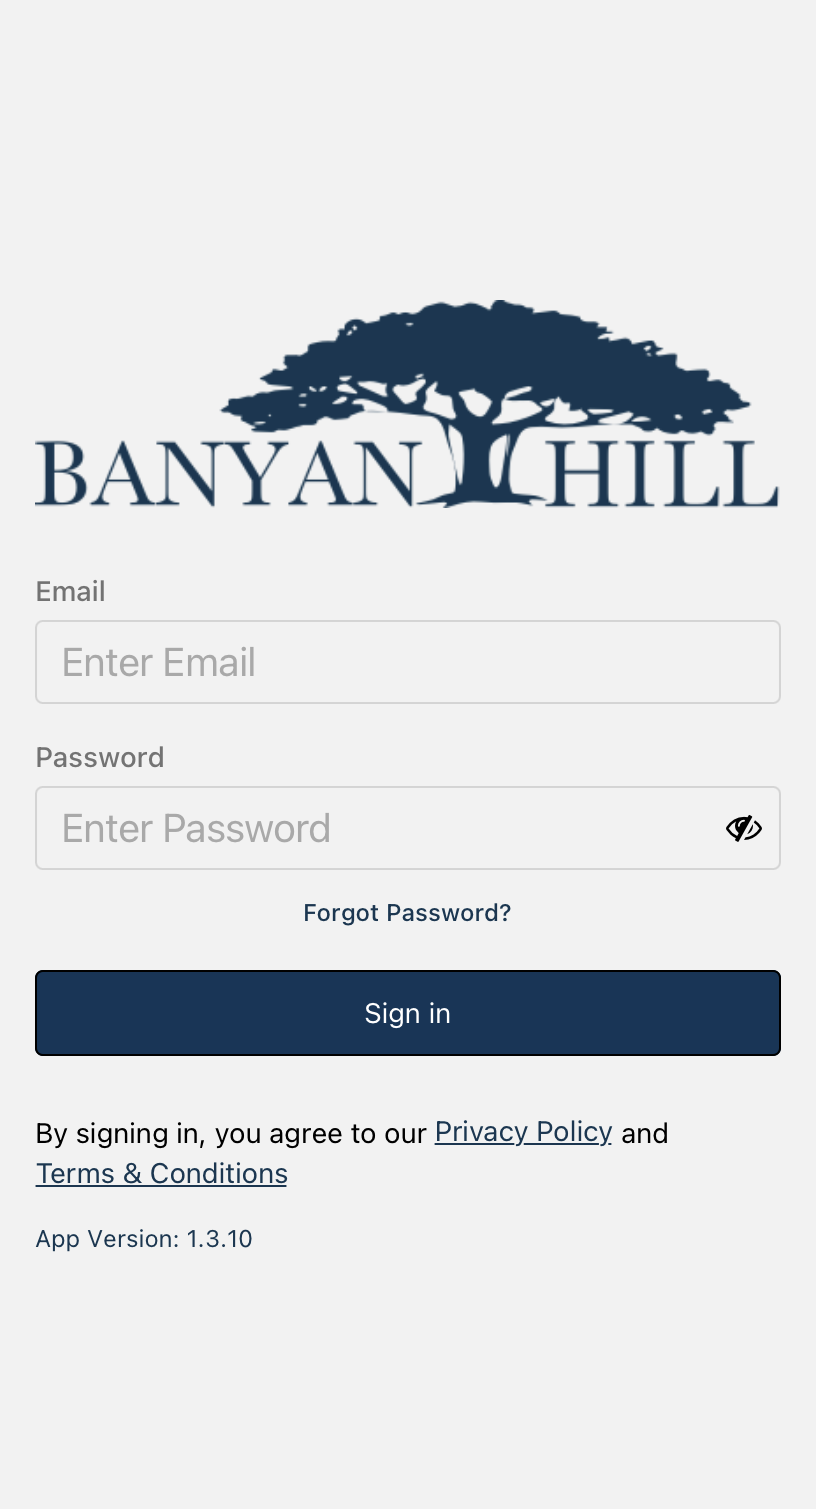 BANYAN HILL
Email
Enter Email
Password
Enter Password
Forgot Password?
Sign in
By signing in, you agree to our Privacy Policy and
Terms & Conditions
App Version: 1.3.10